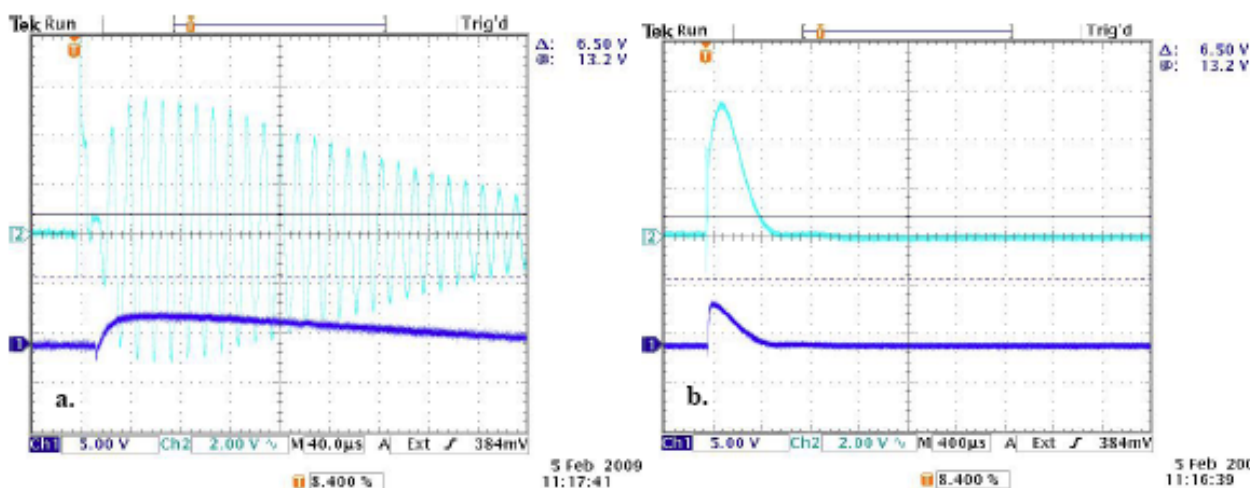 Tek Run Trig'd
T
Δ: 6.50 V
@: 13.2 V
2
1
a.
Ch1 5.00 V Ch2 2.00 V ∿ M 40.0µs A Ext ƒ 384mV
5 Feb 2009
T 8.400 % 11:17:41
Tek Run Trig'd
T
Δ: 6.50 V
@: 13.2 V
2
1
b.
Ch1 5.00 V Ch2 2.00 V ∿ M 400µs A Ext ƒ 384mV
5 Feb 200
T 8.400 % 11:16:39